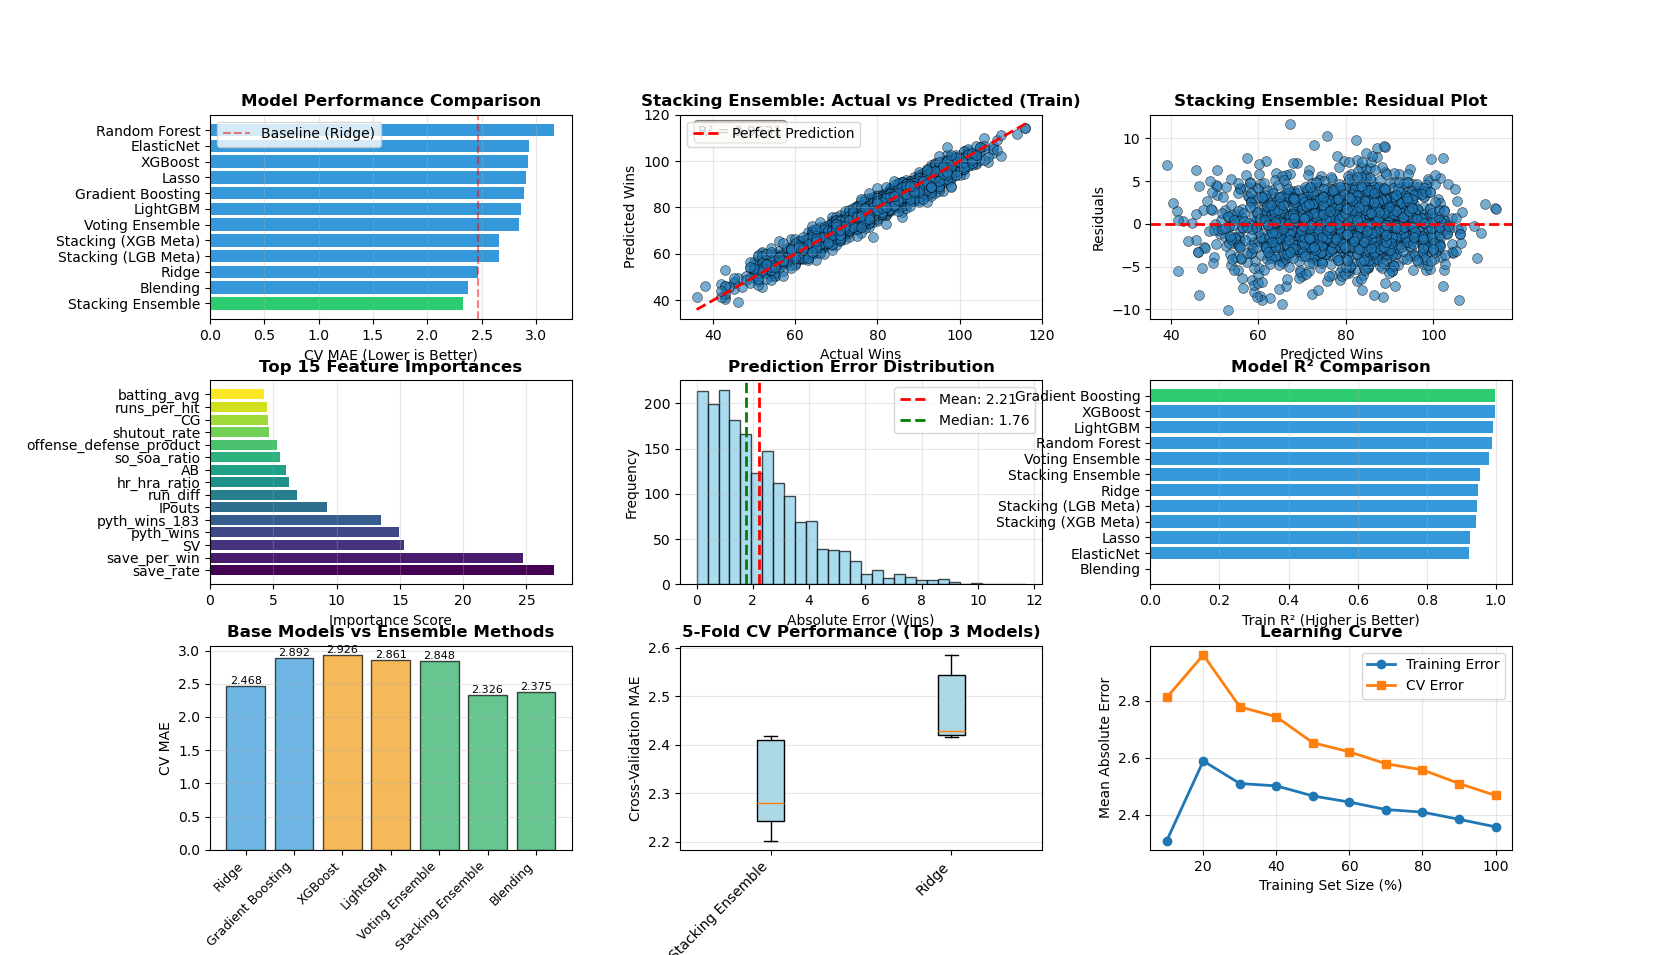 Model Performance Comparison
Random Forest
ElasticNet
XGBoost
Lasso
Gradient Boosting
LightGBM
Voting Ensemble
Stacking (XGB Meta)
Stacking (LGB Meta)
Ridge
Blending
Stacking Ensemble
Baseline (Ridge)
0.0 0.5 1.0 1.5 2.0 2.5 3.0
CV MAE (Lower is Better)
Stacking Ensemble: Actual vs Predicted (Train)
Predicted Wins
120
100
80
60
40
Perfect Prediction
40 60 80 100 120
Actual Wins
Stacking Ensemble: Residual Plot
Residuals
10
5
0
−5
−10
40 60 80 100
Predicted Wins
Top 15 Feature Importances
batting_avg
runs_per_hit
CG
shutout_rate
offense_defense_product
so_soa_ratio
AB
hr_hra_ratio
run_diff
IPouts
pyth_wins_183
pyth_wins
SV
save_per_win
save_rate
0 5 10 15 20 25
Importance Score
Prediction Error Distribution
Frequency
200
150
100
50
0
Mean: 2.21
Median: 1.76
0 2 4 6 8 10 12
Absolute Error (Wins)
Model R² Comparison
Gradient Boosting
XGBoost
LightGBM
Random Forest
Voting Ensemble
Stacking Ensemble
Ridge
Stacking (LGB Meta)
Stacking (XGB Meta)
Lasso
ElasticNet
Blending
0.0 0.2 0.4 0.6 0.8 1.0
Train R² (Higher is Better)
Base Models vs Ensemble Methods
CV MAE
3.0
2.5
2.0
1.5
1.0
0.5
0.0
2.468 2.892 2.926 2.861 2.848 2.326 2.375
Ridge
Gradient Boosting
XGBoost
LightGBM
Voting Ensemble
Stacking Ensemble
Blending
5-Fold CV Performance (Top 3 Models)
Cross-Validation MAE
2.6
2.5
2.4
2.3
2.2
Stacking Ensemble
Ridge
Learning Curve
Mean Absolute Error
2.8
2.6
2.4
Training Error
CV Error
20 40 60 80 100
Training Set Size (%)